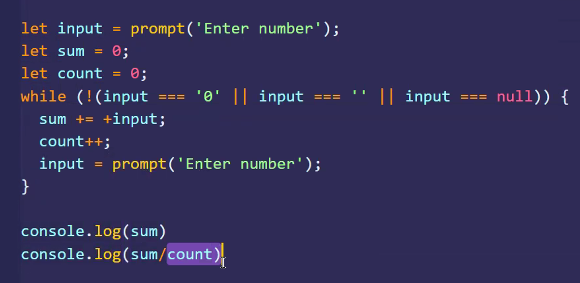 let input = prompt('Enter number');
let sum = 0;
let count = 0;
while (!(input === '0' || input === '' || input === null)) {
  sum += +input;
  count++;
  input = prompt('Enter number');
}

console.log(sum)
console.log(sum/count)